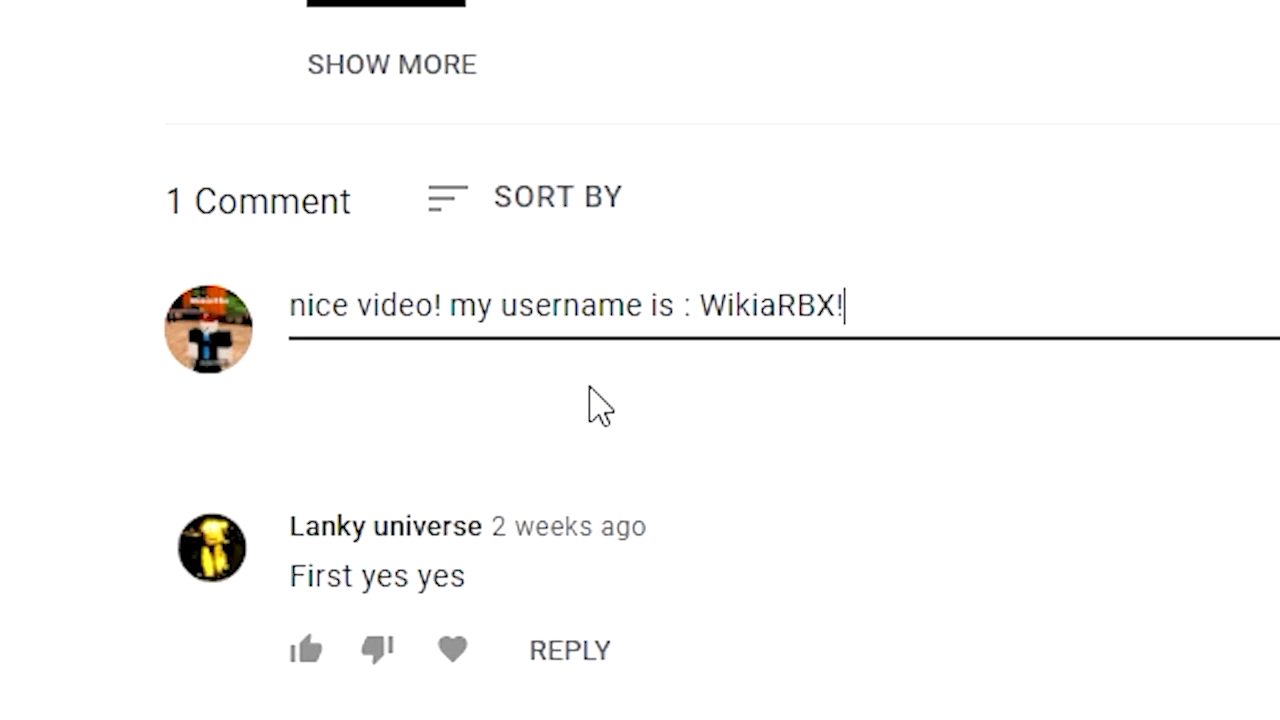 SHOW MORE
1 Comment
SORT BY
nice video! my username is : WikiaRBX!
Lanky universe 2 weeks ago
First yes yes
REPLY